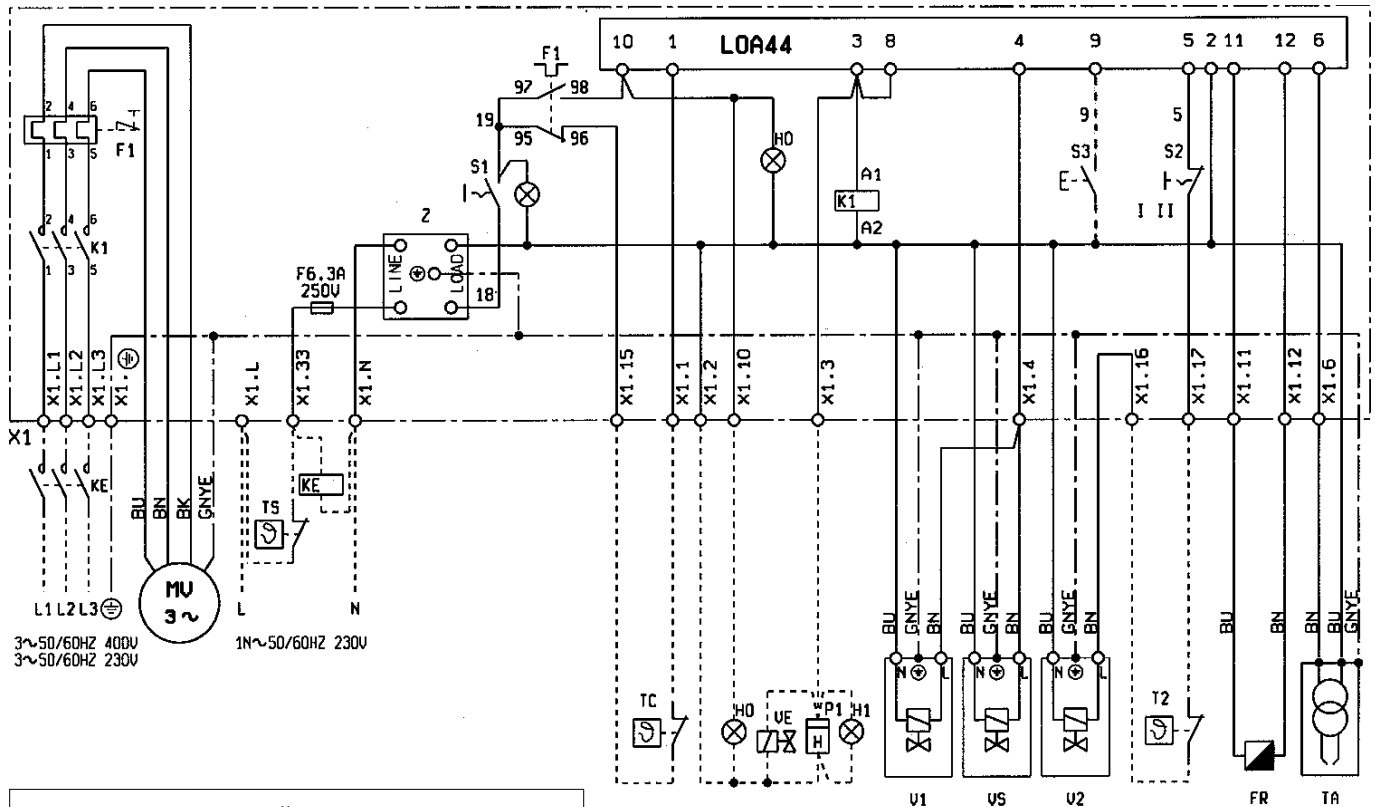 LOA44
10 1 3 8 4 9 5 2 11 12 6
F1
97 98
19
95 96
2 4 6
F1
1 3 5
2 4 6
K1
1 3 5
S1
Z
LINE
LOAD
18
F6.3A
250V
H0
A1
K1
A2
9
S3
E
5
S2
I II
X1.L1
X1.L2
X1.L3
X1.
X1.L
X1.33
X1.N
X1.15
X1.1
X1.2
X1.10
X1.3
X1.4
X1.16
X1.17
X1.11
X1.12
X1.6
X1
KE
BU
BN
BK
GNYE
KE
TS
MV
3~
L1 L2 L3
L
N
3~50/60HZ 400V
3~50/60HZ 230V
1N~50/60HZ 230V
BU GNYE BN
BU GNYE BN
BU GNYE BN
BU
BN
BN BU GNYE
N L
N L
N L
TC
H0
VE
P1
H
H1
T2
V1
VS
V2
FR
TA